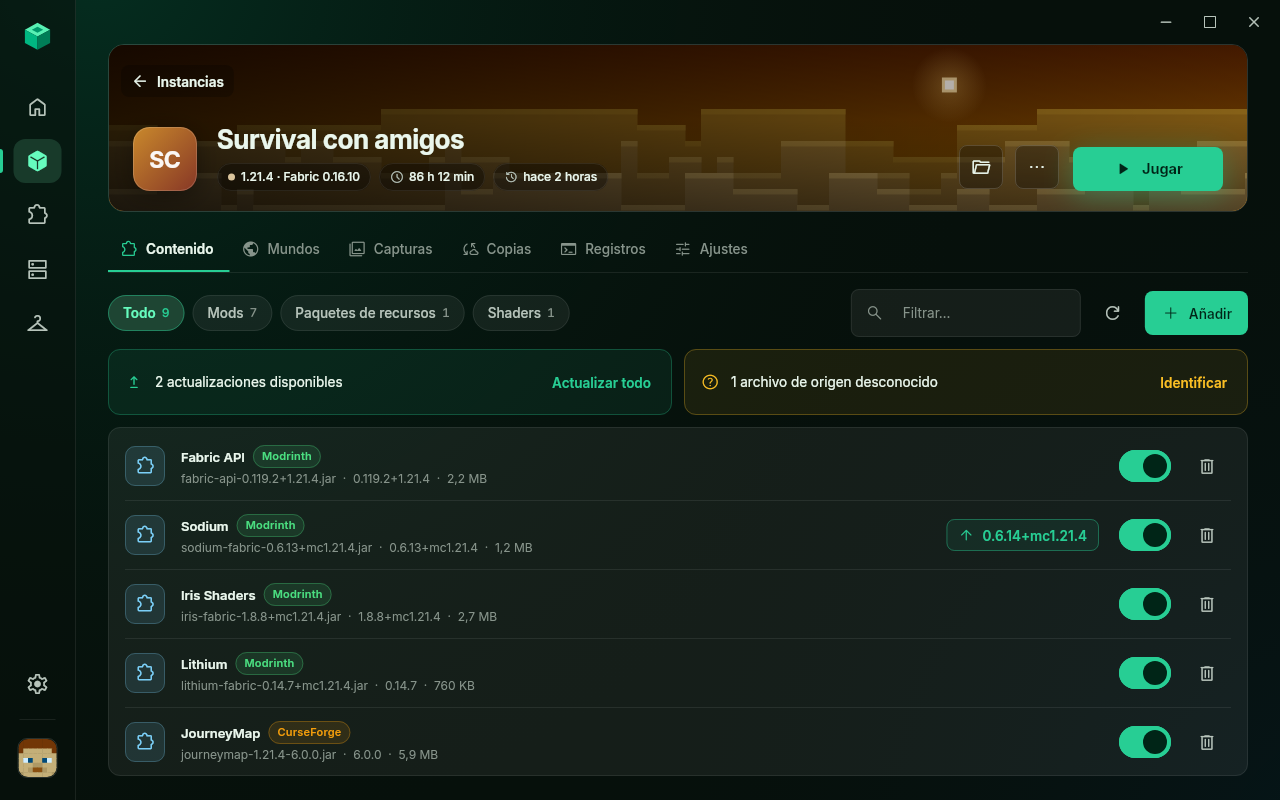 Instancias
SC
Survival con amigos
1.21.4 · Fabric 0.16.10
86 h 12 min
hace 2 horas
Jugar
Contenido
Mundos
Capturas
Copias
Registros
Ajustes
Todo 9
Mods 7
Paquetes de recursos 1
Shaders 1
Filtrar...
Añadir
2 actualizaciones disponibles
Actualizar todo
1 archivo de origen desconocido
Identificar
Fabric API Modrinth
fabric-api-0.119.2+1.21.4.jar · 0.119.2+1.21.4 · 2,2 MB
Sodium Modrinth
sodium-fabric-0.6.13+mc1.21.4.jar · 0.6.13+mc1.21.4 · 1,2 MB
0.6.14+mc1.21.4
Iris Shaders Modrinth
iris-fabric-1.8.8+mc1.21.4.jar · 1.8.8+mc1.21.4 · 2,7 MB
Lithium Modrinth
lithium-fabric-0.14.7+mc1.21.4.jar · 0.14.7 · 760 KB
JourneyMap CurseForge
journeymap-1.21.4-6.0.0.jar · 6.0.0 · 5,9 MB